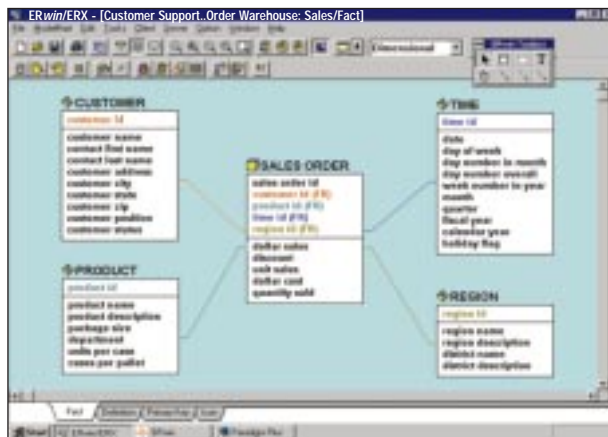 ERwin/ERX - [Customer Support..Order Warehouse: Sales/Fact]
Dimensional
CUSTOMER
customer id
customer name
contact first name
contact last name
customer address
customer city
customer state
customer zip
customer position
customer status
PRODUCT
product id
product name
product description
package size
department
units per case
cases per pallet
SALES ORDER
sales order id
customer id (FK)
product id (FK)
time id (FK)
region id (FK)
dollar sales
discount
unit sales
dollar cost
quantity sold
TIME
time id
date
day of week
day number in month
day number overall
week number in year
month
quarter
fiscal year
calendar year
holiday flag
REGION
region id
region name
region description
district name
district description
Fact
Definition
Primary Key
Icon
Start